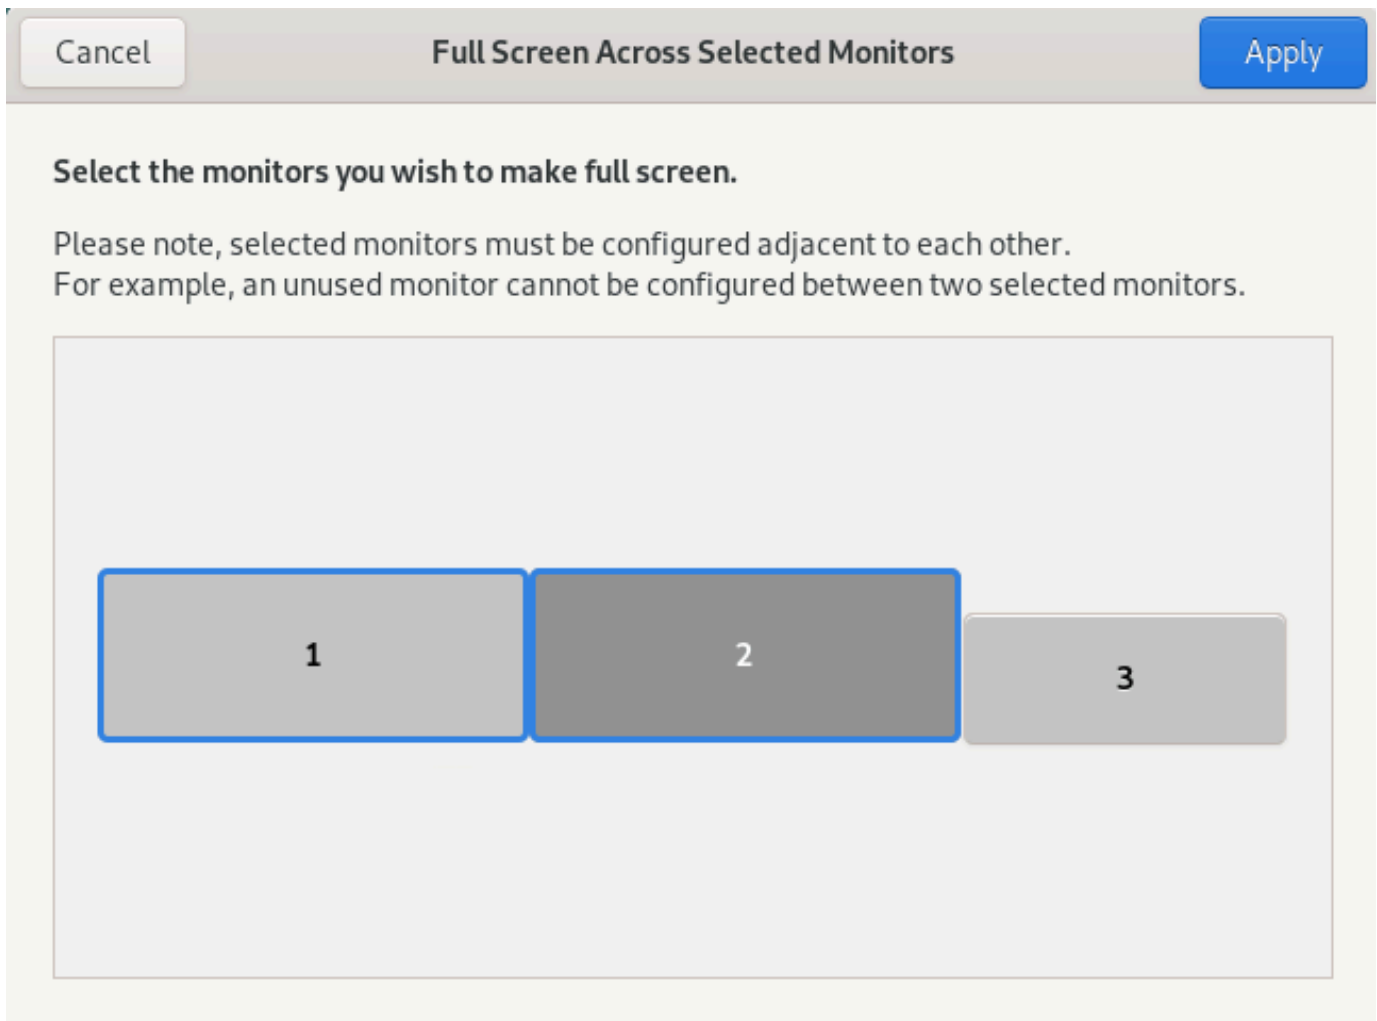 Cancel
Full Screen Across Selected Monitors
Apply
Select the monitors you wish to make full screen.
Please note, selected monitors must be configured adjacent to each other.
For example, an unused monitor cannot be configured between two selected monitors.
1
2
3